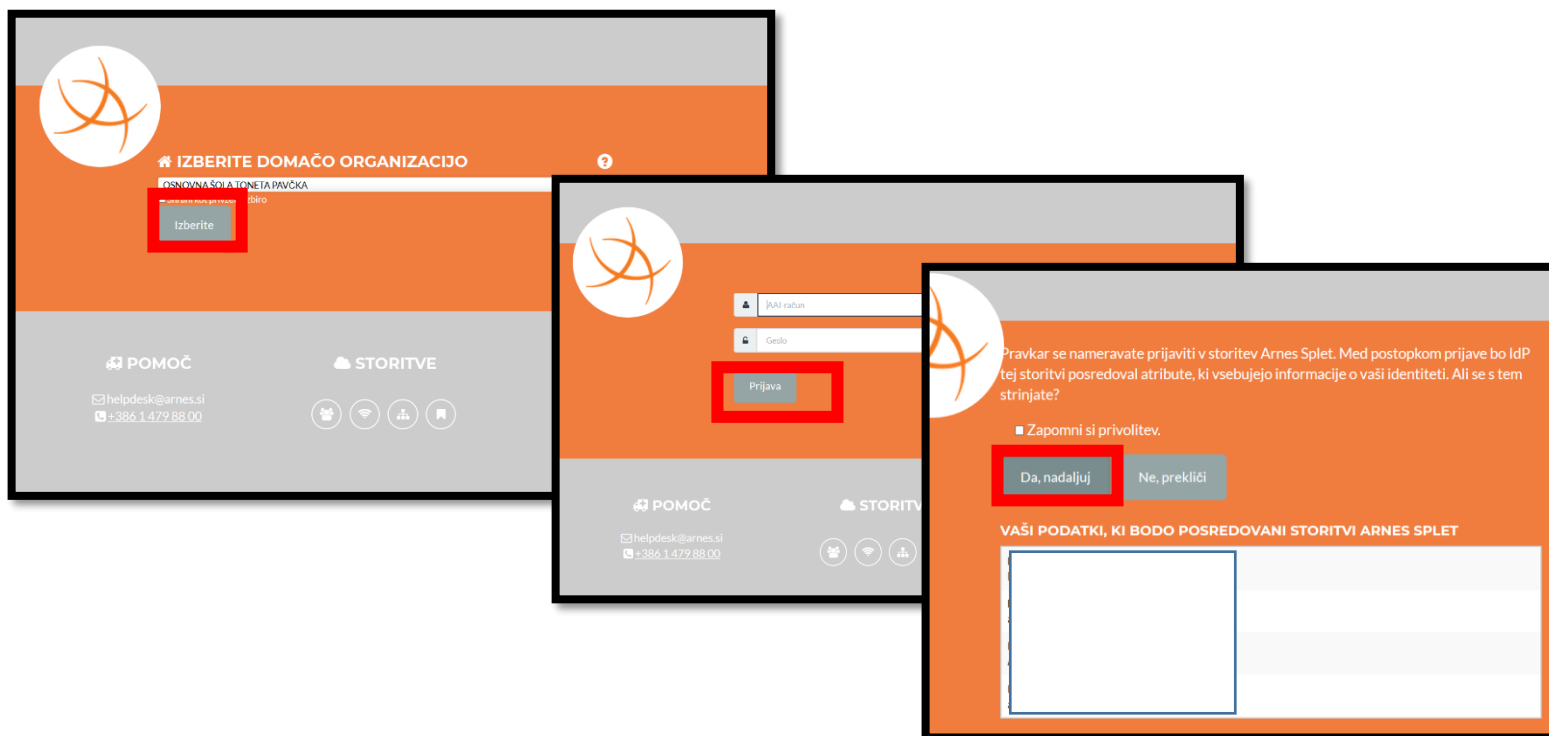 IZBERITE DOMAČO ORGANIZACIJO
OSNOVNA ŠOLA TONETA PAVČKA
Izberite
POMOČ
STORITVE
helpdesk@arnes.si
+386 1 479 88 00
AAI račun
Geslo
Prijava
POMOČ
helpdesk@arnes.si
+386 1 479 88 00
Pravkar se nameravate prijaviti v storitev Arnes Splet. Med postopkom prijave bo IdP
tej storitvi posredoval atribute, ki vsebujejo informacije o vaši identiteti. Ali se s tem
strinjate?
Zapomni si privolitev.
Da, nadaljuj
Ne, prekliči
VAŠI PODATKI, KI BODO POSREDOVANI STORITVI ARNES SPLET